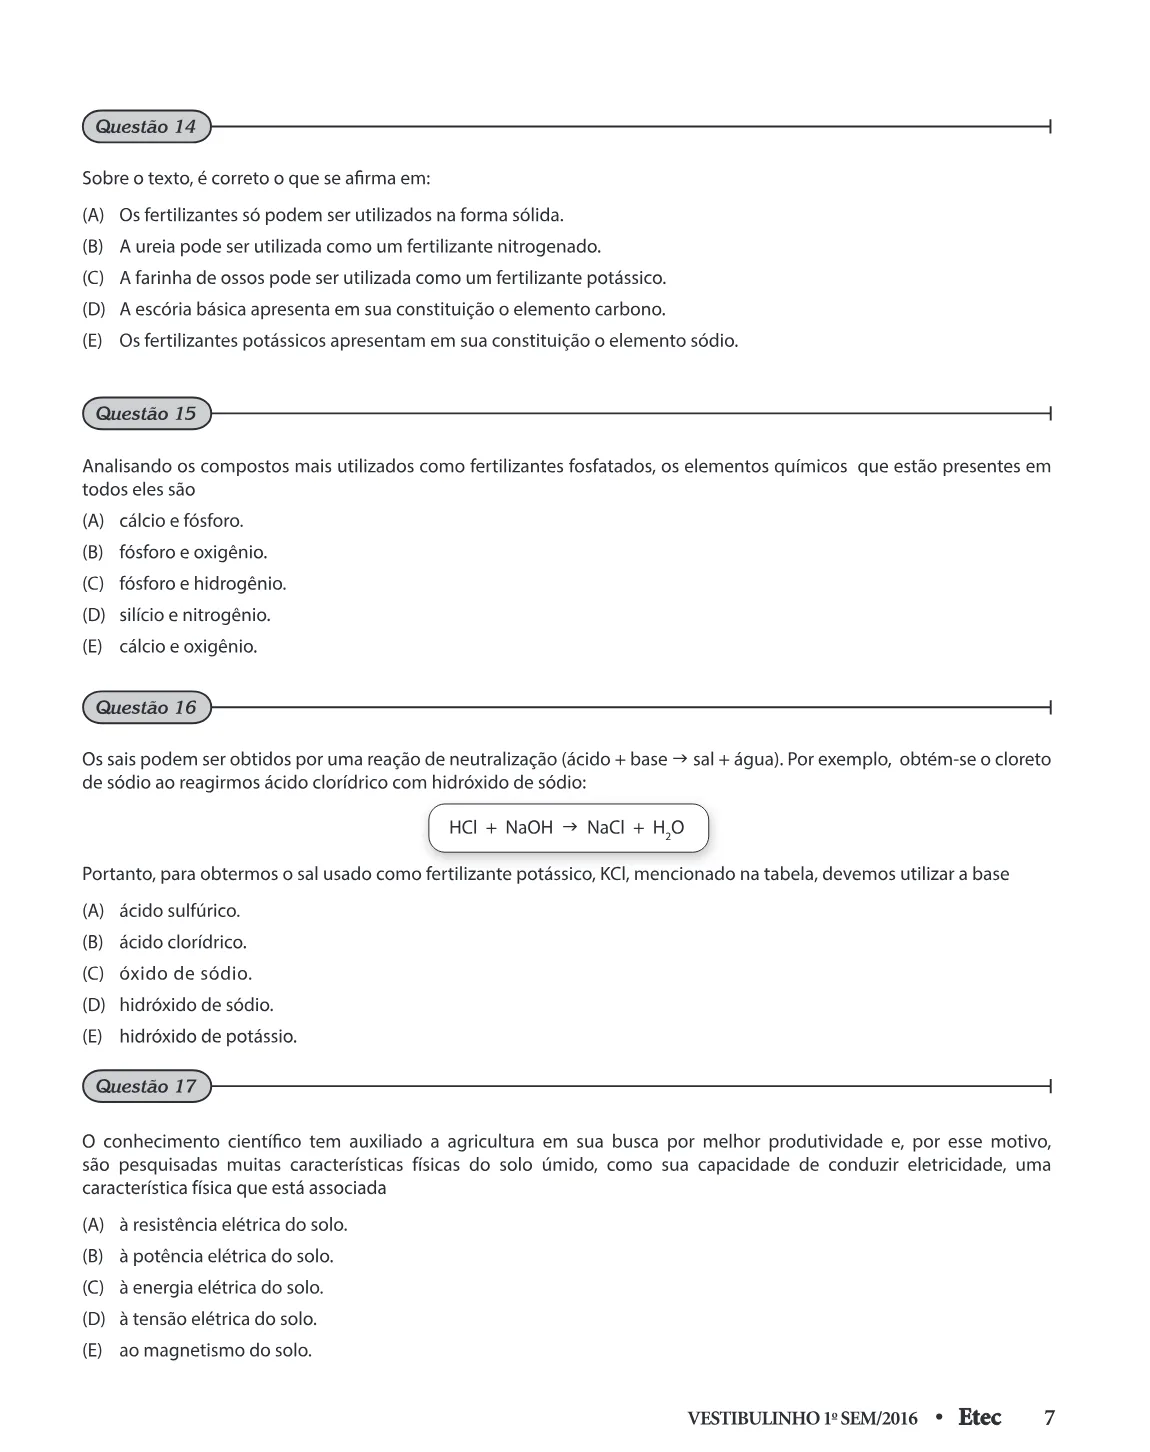 Questão 14
Sobre o texto, é correto o que se afirma em:
(A) Os fertilizantes só podem ser utilizados na forma sólida.
(B) A ureia pode ser utilizada como um fertilizante nitrogenado.
(C) A farinha de ossos pode ser utilizada como um fertilizante potássico.
(D) A escória básica apresenta em sua constituição o elemento carbono.
(E) Os fertilizantes potássicos apresentam em sua constituição o elemento sódio.
Questão 15
Analisando os compostos mais utilizados como fertilizantes fosfatados, os elementos químicos que estão presentes em
todos eles são
(A) cálcio e fósforo.
(B) fósforo e oxigênio.
(C) fósforo e hidrogênio.
(D) silício e nitrogênio.
(E) cálcio e oxigênio.
Questão 16
Os sais podem ser obtidos por uma reação de neutralização (ácido + base → sal + água). Por exemplo, obtém-se o cloreto
de sódio ao reagirmos ácido clorídrico com hidróxido de sódio:
HCl + NaOH → NaCl + H₂O
Portanto, para obtermos o sal usado como fertilizante potássico, KCl, mencionado na tabela, devemos utilizar a base
(A) ácido sulfúrico.
(B) ácido clorídrico.
(C) óxido de sódio.
(D) hidróxido de sódio.
(E) hidróxido de potássio.
Questão 17
O conhecimento científico tem auxiliado a agricultura em sua busca por melhor produtividade e, por esse motivo,
são pesquisadas muitas características físicas do solo úmido, como sua capacidade de conduzir eletricidade, uma
característica física que está associada
(A) à resistência elétrica do solo.
(B) à potência elétrica do solo.
(C) à energia elétrica do solo.
(D) à tensão elétrica do solo.
(E) ao magnetismo do solo.
VESTIBULINHO 1º SEM/2016 • Etec 7